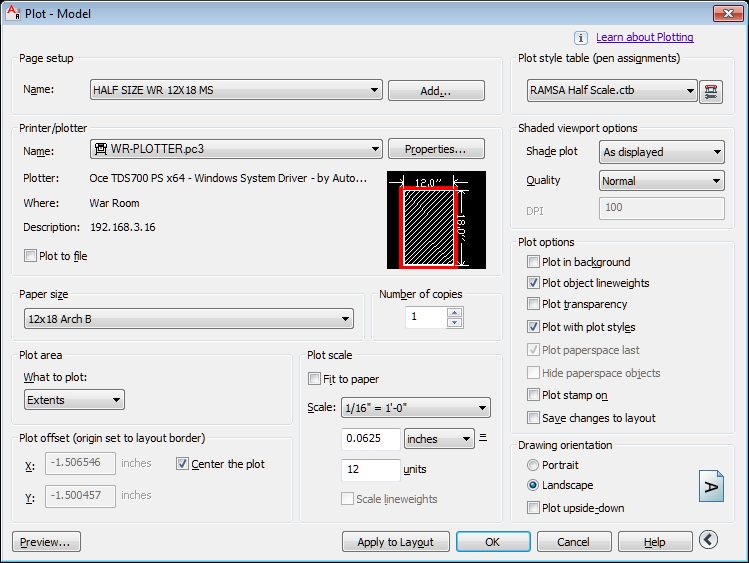 Plot - Model
Learn about Plotting
Page setup
Name:
HALF SIZE WR 12X18 MS
Add...
Printer/plotter
Name:
WR-PLOTTER.pc3
Properties...
Plotter:
Oce TDS700 PS x64 - Windows System Driver - by Auto...
Where:
War Room
Description:
192.168.3.16
Plot to file
12.0''
18.0''
Paper size
12x18 Arch B
Number of copies
1
Plot area
What to plot:
Extents
Plot offset (origin set to layout border)
X:
-1.506546
inches
Center the plot
Y:
-1.500457
inches
Plot scale
Fit to paper
Scale:
1/16" = 1'-0"
0.0625
inches
=
12
units
Scale lineweights
Plot style table (pen assignments)
RAMSA Half Scale.ctb
Shaded viewport options
Shade plot
As displayed
Quality
Normal
DPI
100
Plot options
Plot in background
Plot object lineweights
Plot transparency
Plot with plot styles
Plot paperspace last
Hide paperspace objects
Plot stamp on
Save changes to layout
Drawing orientation
Portrait
Landscape
Plot upside-down
A
Preview...
Apply to Layout
OK
Cancel
Help